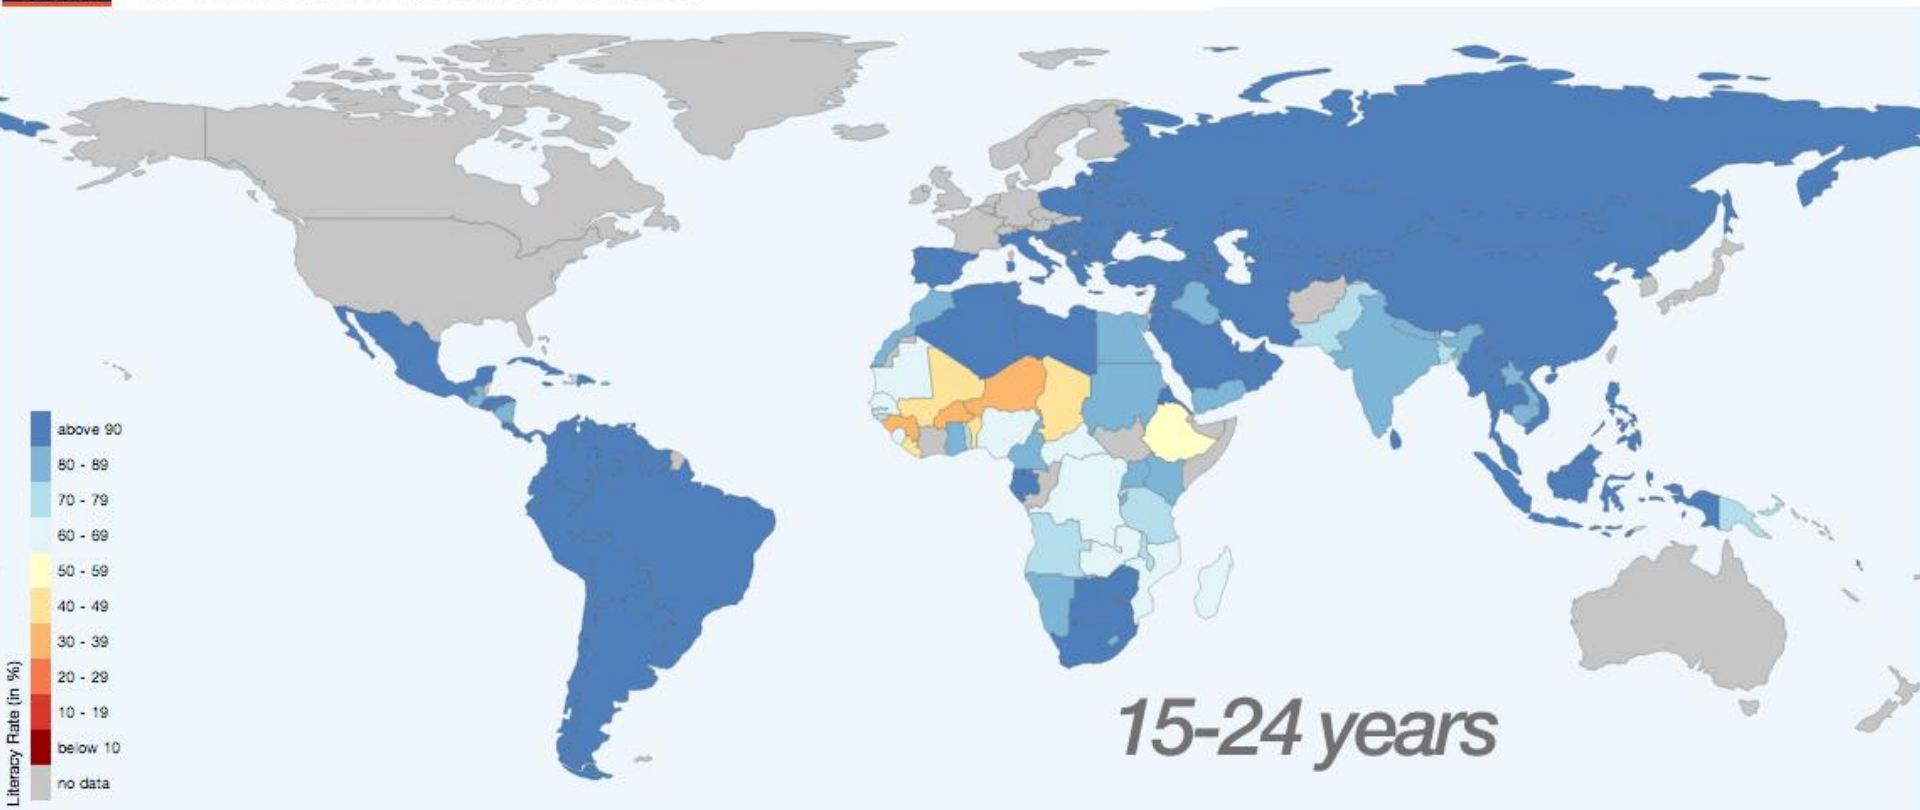 above 90
80 - 89
70 - 79
60 - 69
50 - 59
40 - 49
30 - 39
20 - 29
10 - 19
below 10
no data
Literacy Rate (in %)
15-24 years